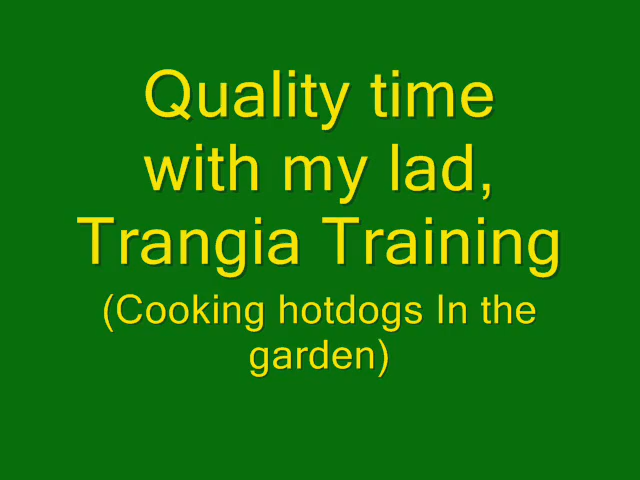 Quality time
with my lad,
Trangia Training
(Cooking hotdogs In the
garden)